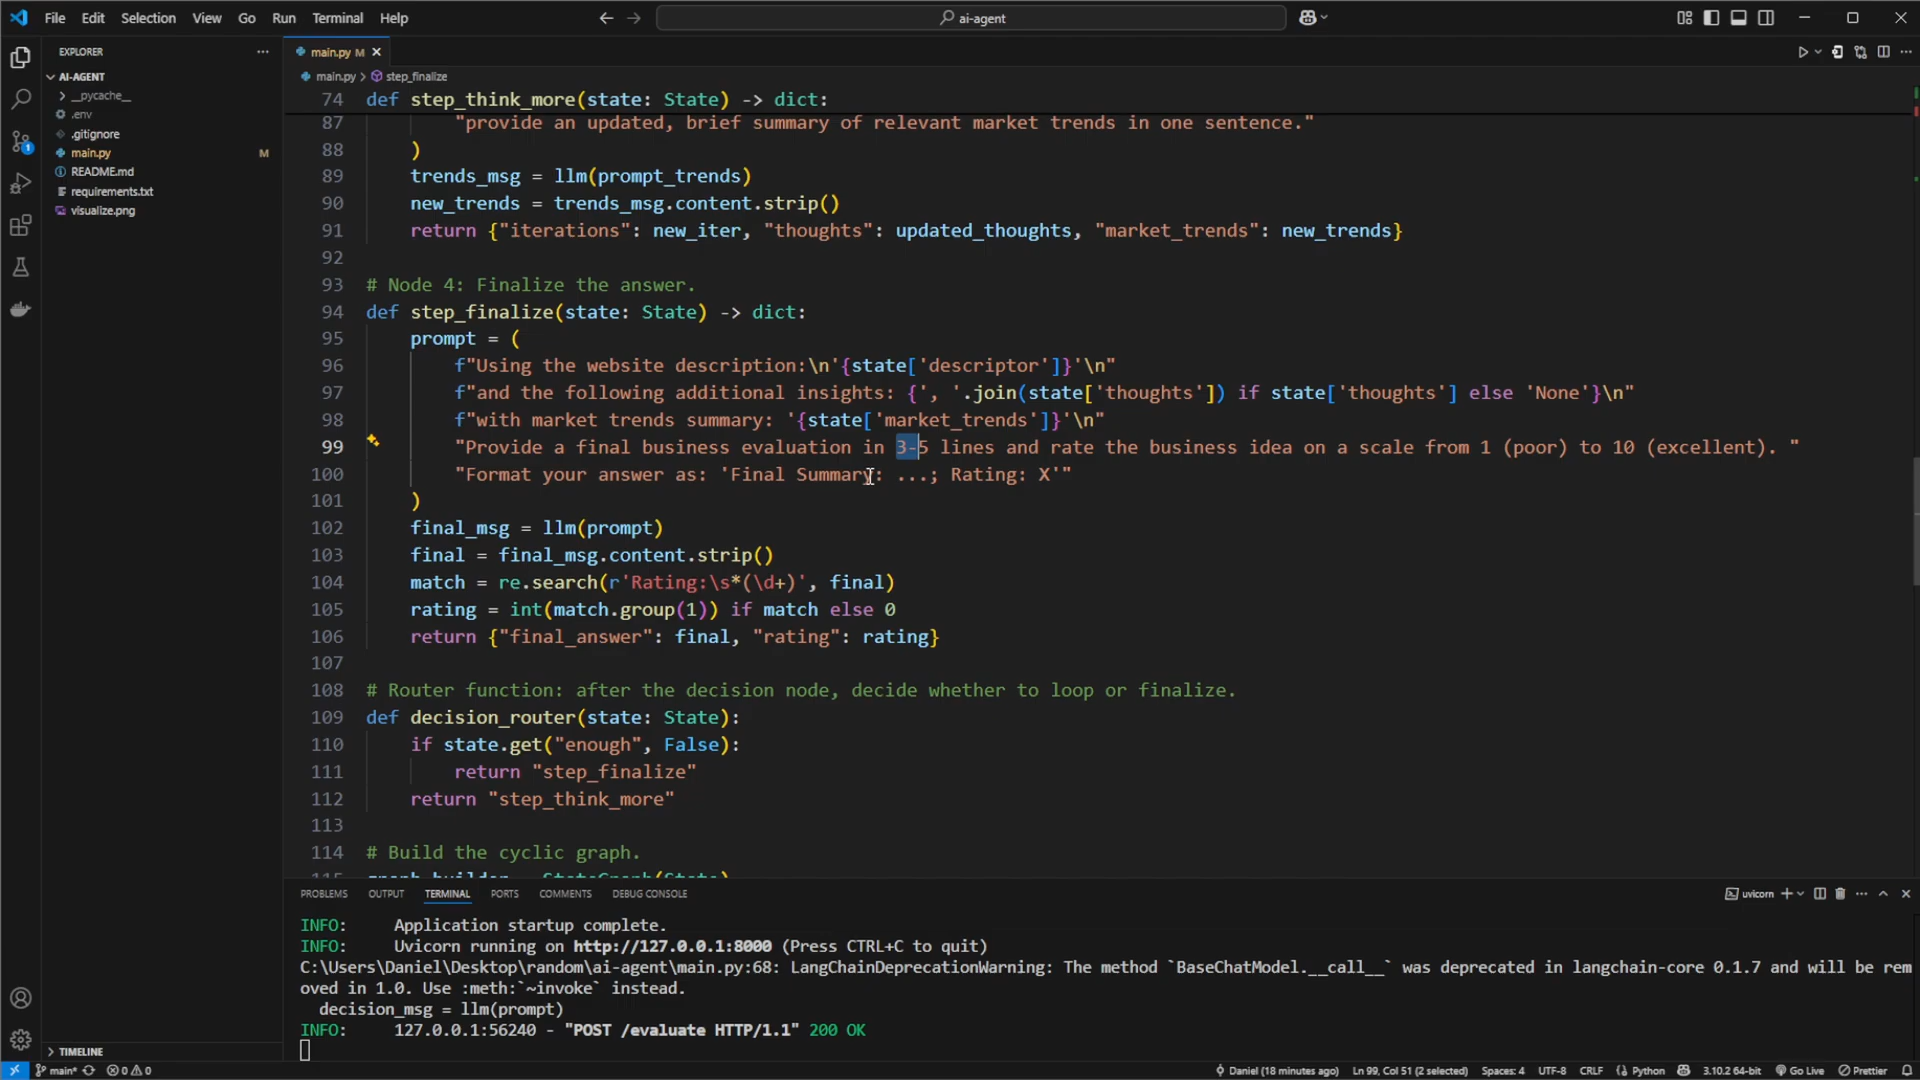 File Edit Selection View Go Run Terminal Help
ai-agent
EXPLORER
main.py M
AI-AGENT
__pycache__
.env
.gitignore
main.py M
README.md
requirements.txt
visualize.png
TIMELINE
1
main.py > step_finalize
74 def step_think_more(state: State) -> dict:
87 "provide an updated, brief summary of relevant market trends in one sentence."
88 )
89 trends_msg = llm(prompt_trends)
90 new_trends = trends_msg.content.strip()
91 return {"iterations": new_iter, "thoughts": updated_thoughts, "market_trends": new_trends}
92
93 # Node 4: Finalize the answer.
94 def step_finalize(state: State) -> dict:
95 prompt = (
96 f"Using the website description:\n'{state['descriptor']}'\n"
97 f"and the following additional insights: {', '.join(state['thoughts']) if state['thoughts'] else 'None'}\n"
98 f"with market trends summary: '{state['market_trends']}'\n"
99 "Provide a final business evaluation in 3-5 lines and rate the business idea on a scale from 1 (poor) to 10 (excellent). "
100 "Format your answer as: 'Final Summary: ...; Rating: X'"
101 )
102 final_msg = llm(prompt)
103 final = final_msg.content.strip()
104 match = re.search(r'Rating:\s*(\d+)', final)
105 rating = int(match.group(1)) if match else 0
106 return {"final_answer": final, "rating": rating}
107
108 # Router function: after the decision node, decide whether to loop or finalize.
109 def decision_router(state: State):
110 if state.get("enough", False):
111 return "step_finalize"
112 return "step_think_more"
113
114 # Build the cyclic graph.
115 graph_builder = StateGraph(State)
PROBLEMS OUTPUT TERMINAL PORTS COMMENTS DEBUG CONSOLE
uvicorn
INFO: Application startup complete.
INFO: Uvicorn running on http://127.0.0.1:8000 (Press CTRL+C to quit)
C:\Users\Daniel\Desktop\random\ai-agent\main.py:68: LangChainDeprecationWarning: The method `BaseChatModel.__call__` was deprecated in langchain-core 0.1.7 and will be rem
oved in 1.0. Use :meth:`~invoke` instead.
decision_msg = llm(prompt)
INFO: 127.0.0.1:56240 - "POST /evaluate HTTP/1.1" 200 OK
main* 0 0 Daniel (18 minutes ago) Ln 99, Col 51 (2 selected) Spaces: 4 UTF-8 CRLF Python 3.10.2 64-bit Go Live Prettier